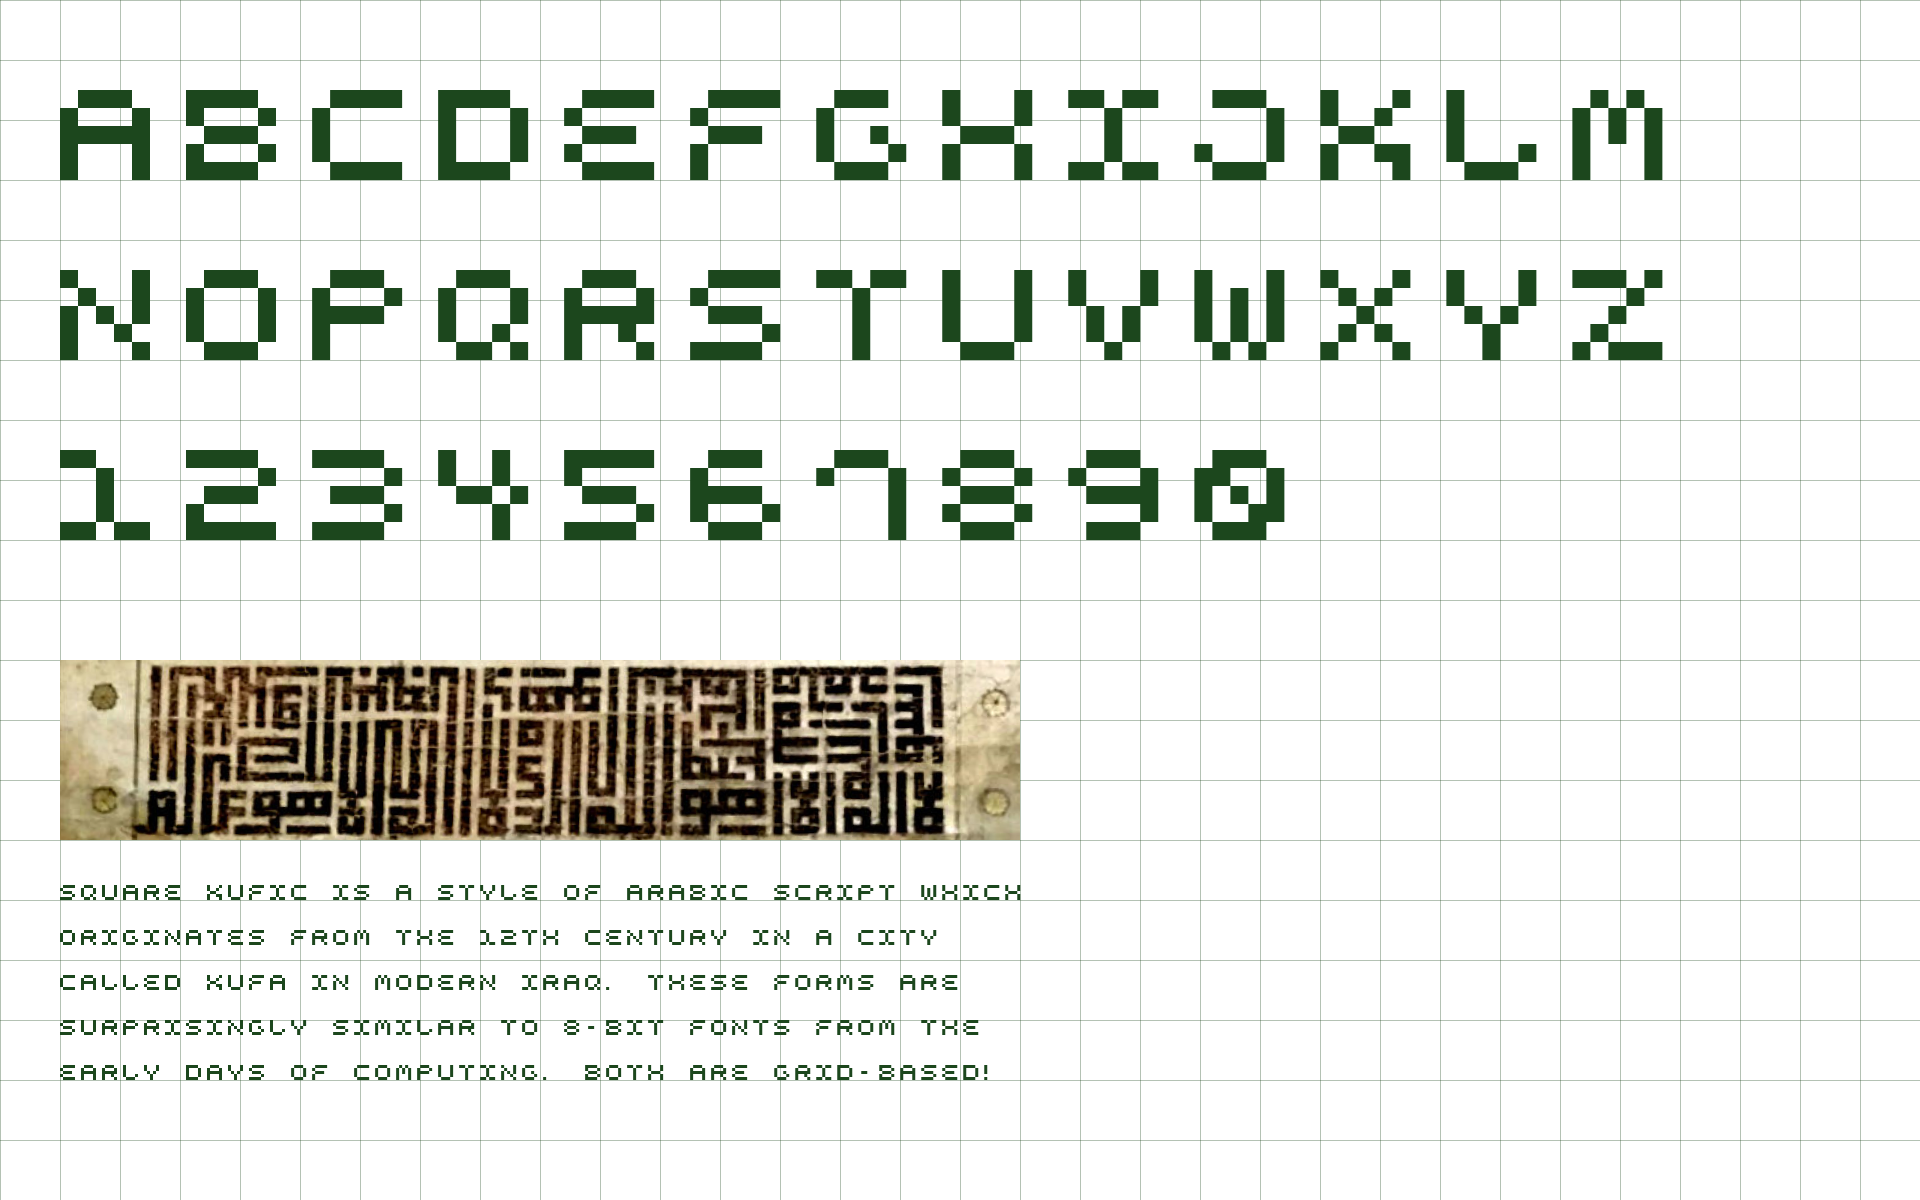 ABCDEFGHIJKLM
NOPQRSTUVWXYZ
1234567890
SQUARE KUFIC IS A STYLE OF ARABIC SCRIPT WHICH
ORIGINATES FROM THE 12TH CENTURY IN A CITY
CALLED KUFA IN MODERN IRAQ. THESE FORMS ARE
SURPRISINGLY SIMILAR TO 8-BIT FONTS FROM THE
EARLY DAYS OF COMPUTING. BOTH ARE GRID-BASED!